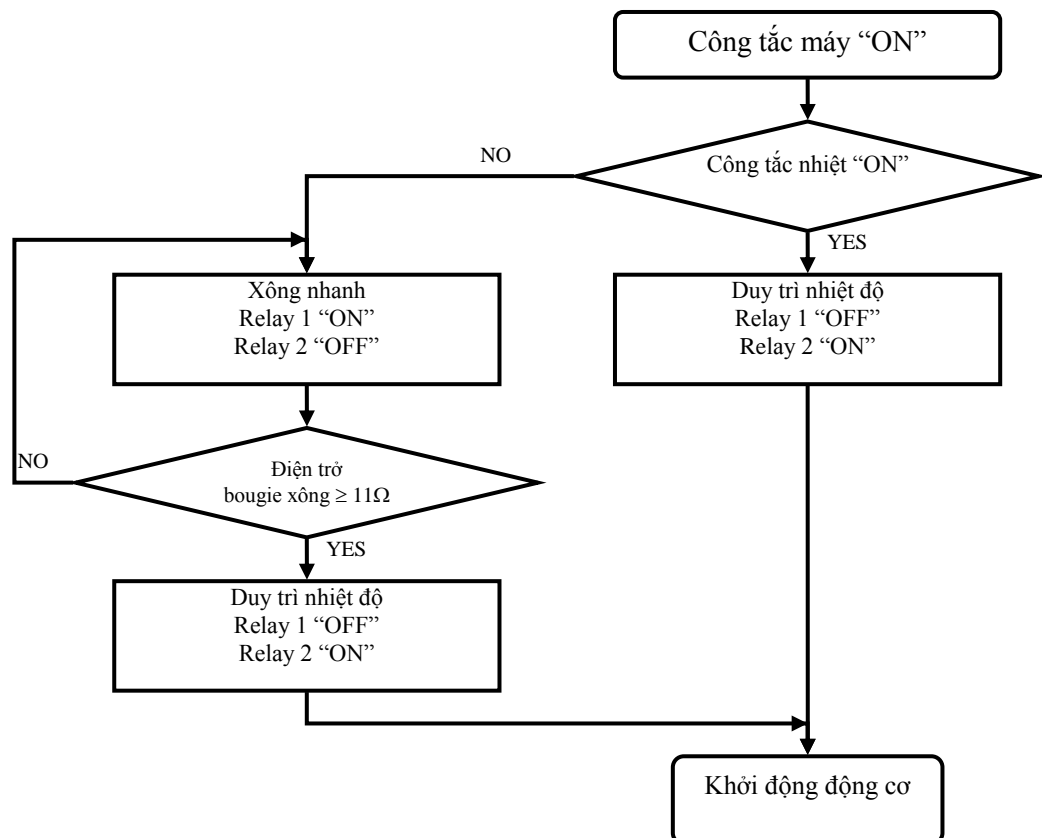 Công tắc máy “ON”
NO
Công tắc nhiệt “ON”
YES
Xông nhanh
Relay 1 “ON”
Relay 2 “OFF”
Duy trì nhiệt độ
Relay 1 “OFF”
Relay 2 “ON”
NO
Điện trở
bougie xông ≥ 11Ω
YES
Duy trì nhiệt độ
Relay 1 “OFF”
Relay 2 “ON”
Khởi động động cơ